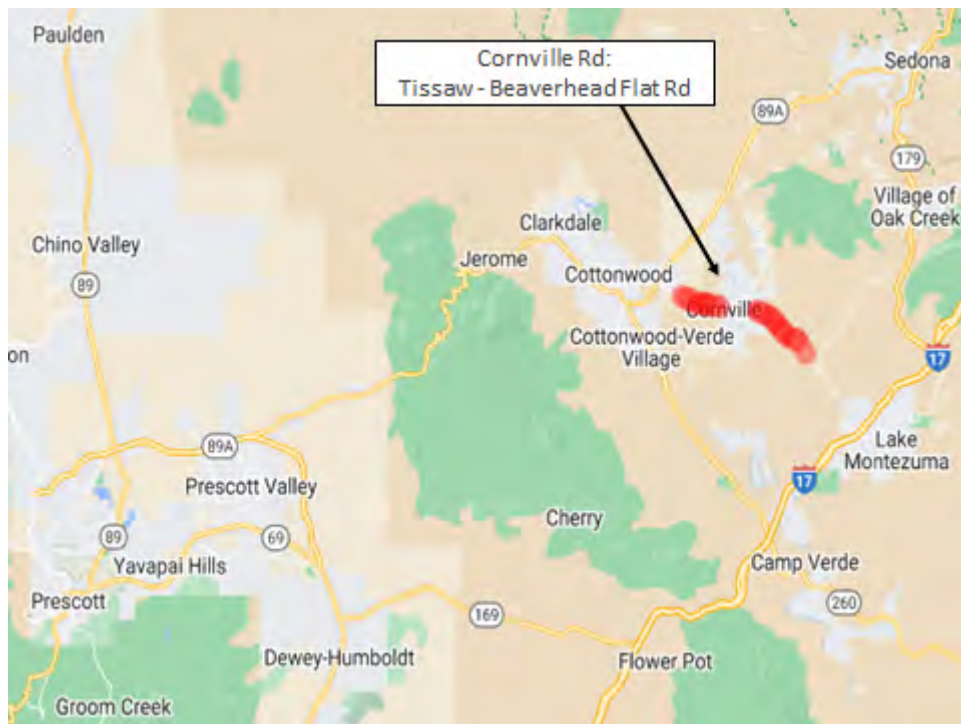 Paulden
Cornville Rd:
Tissaw - Beaverhead Flat Rd
Sedona
89A
179
Village of
Oak Creek
Clarkdale
Chino Valley
Jerome
Cottonwood
89
Cornville
Cottonwood-Verde
Village
on
17
89A
Lake
Montezuma
Prescott Valley
17
Cherry
89
69
Yavapai Hills
Camp Verde
Prescott
169
260
Dewey-Humboldt
Flower Pot
Groom Creek